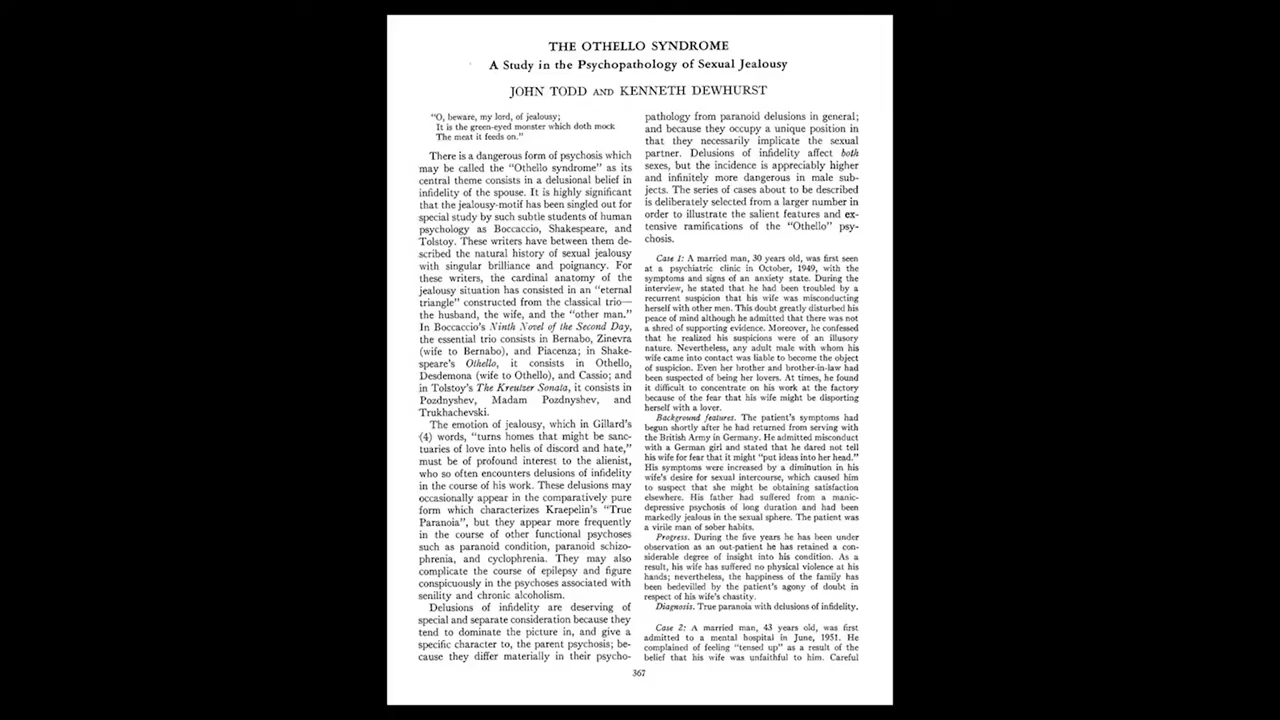 THE OTHELLO SYNDROME
A Study in the Psychopathology of Sexual Jealousy
JOHN TODD AND KENNETH DEWHURST
"O, beware, my lord, of jealousy;
It is the green-eyed monster which doth mock
The meat it feeds on."
There is a dangerous form of psychosis which
may be called the "Othello syndrome" as its
central theme consists in a delusional belief in
infidelity of the spouse. It is highly significant
that the jealousy-motif has been singled out for
special study by such subtle students of human
psychology as Boccaccio, Shakespeare, and
Tolstoy. These writers have between them de-
scribed the natural history of sexual jealousy
with singular brilliance and poignancy. For
these writers, the cardinal anatomy of the
jealousy situation has consisted in an "eternal
triangle" constructed from the classical trio—
the husband, the wife, and the "other man."
In Boccaccio's Ninth Novel of the Second Day,
the essential trio consists in Bernabo, Zinevra
(wife to Bernabo), and Piacenza; in Shake-
speare's Othello, it consists in Othello,
Desdemona (wife to Othello), and Cassio; and
in Tolstoy's The Kreutzer Sonata, it consists in
Pozdnyshev, Madam Pozdnyshev, and
Trukhachevski.
The emotion of jealousy, which in Gillard's
(4) words, "turns homes that might be sanc-
tuaries of love into hells of discord and hate,"
must be of profound interest to the alienist,
who so often encounters delusions of infidelity
in the course of his work. These delusions may
occasionally appear in the comparatively pure
form which characterizes Kraepelin's "True
Paranoia", but they appear more frequently
in the course of other functional psychoses
such as paranoid condition, paranoid schizo-
phrenia, and cyclophrenia. They may also
complicate the course of epilepsy and figure
conspicuously in the psychoses associated with
senility and chronic alcoholism.
Delusions of infidelity are deserving of
special and separate consideration because they
tend to dominate the picture in, and give a
specific character to, the parent psychosis; be-
cause they differ materially in their psycho-
pathology from paranoid delusions in general;
and because they occupy a unique position in
that they necessarily implicate the sexual
partner. Delusions of infidelity affect both
sexes, but the incidence is appreciably higher
and infinitely more dangerous in male sub-
jects. The series of cases about to be described
is deliberately selected from a larger number in
order to illustrate the salient features and ex-
tensive ramifications of the "Othello" psy-
chosis.
Case 1: A married man, 30 years old, was first seen
at a psychiatric clinic in October, 1949, with the
symptoms and signs of an anxiety state. During the
interview, he stated that he had been troubled by a
recurrent suspicion that his wife was misconducting
herself with other men. This doubt greatly disturbed his
peace of mind although he admitted that there was not
a shred of supporting evidence. Moreover, he confessed
that he realized his suspicions were of an illusory
nature. Nevertheless, any adult male with whom his
wife came into contact was liable to become the object
of suspicion. Even her brother and brother-in-law had
been suspected of being her lovers. At times, he found
it difficult to concentrate on his work at the factory
because of the fear that his wife might be disporting
herself with a lover.
Background features. The patient's symptoms had
begun shortly after he had returned from serving with
the British Army in Germany. He admitted misconduct
with a German girl and stated that he dared not tell
his wife for fear that it might "put ideas into her head."
His symptoms were increased by a diminution in his
wife's desire for sexual intercourse, which caused him
to suspect that she might be obtaining satisfaction
elsewhere. His father had suffered from a manic-
depressive psychosis of long duration and had been
markedly jealous in the sexual sphere. The patient was
a virile man of sober habits.
Progress. During the five years he has been under
observation as an out-patient he has retained a con-
siderable degree of insight into his condition. As a
result, his wife has suffered no physical violence at his
hands; nevertheless, the happiness of the family has
been bedevilled by the patient's agony of doubt in
respect of his wife's chastity.
Diagnosis. True paranoia with delusions of infidelity.
Case 2: A married man, 43 years old, was first
admitted to a mental hospital in June, 1951. He
complained of feeling "tensed up" as a result of the
belief that his wife was unfaithful to him. Careful
367